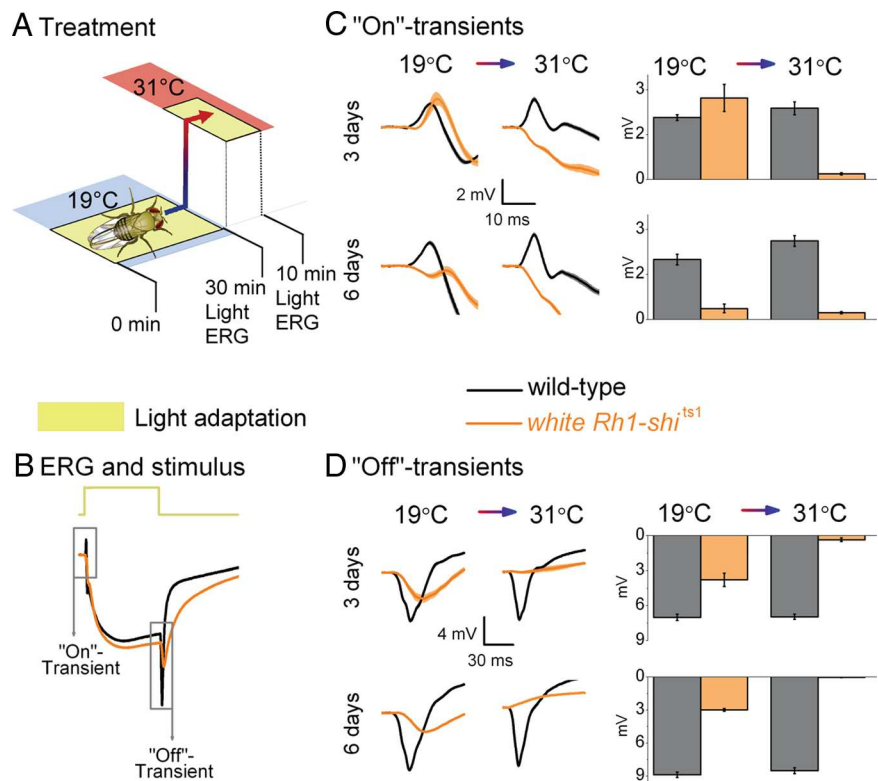 A Treatment
31°C
19°C
0 min
30 min
Light
ERG
10 min
Light
ERG
Light adaptation
B ERG and stimulus
"On"-
Transient
"Off"-
Transient
C "On"-transients
19°C 31°C
3 days
2 mV
10 ms
6 days
19°C 31°C
3
2
0
mV
3
2
0
mV
wild-type
white Rh1-shi ts1
D "Off"-transients
19°C 31°C
3 days
4 mV
30 ms
6 days
19°C 31°C
0
3
6
9
mV
0
3
6
9
mV